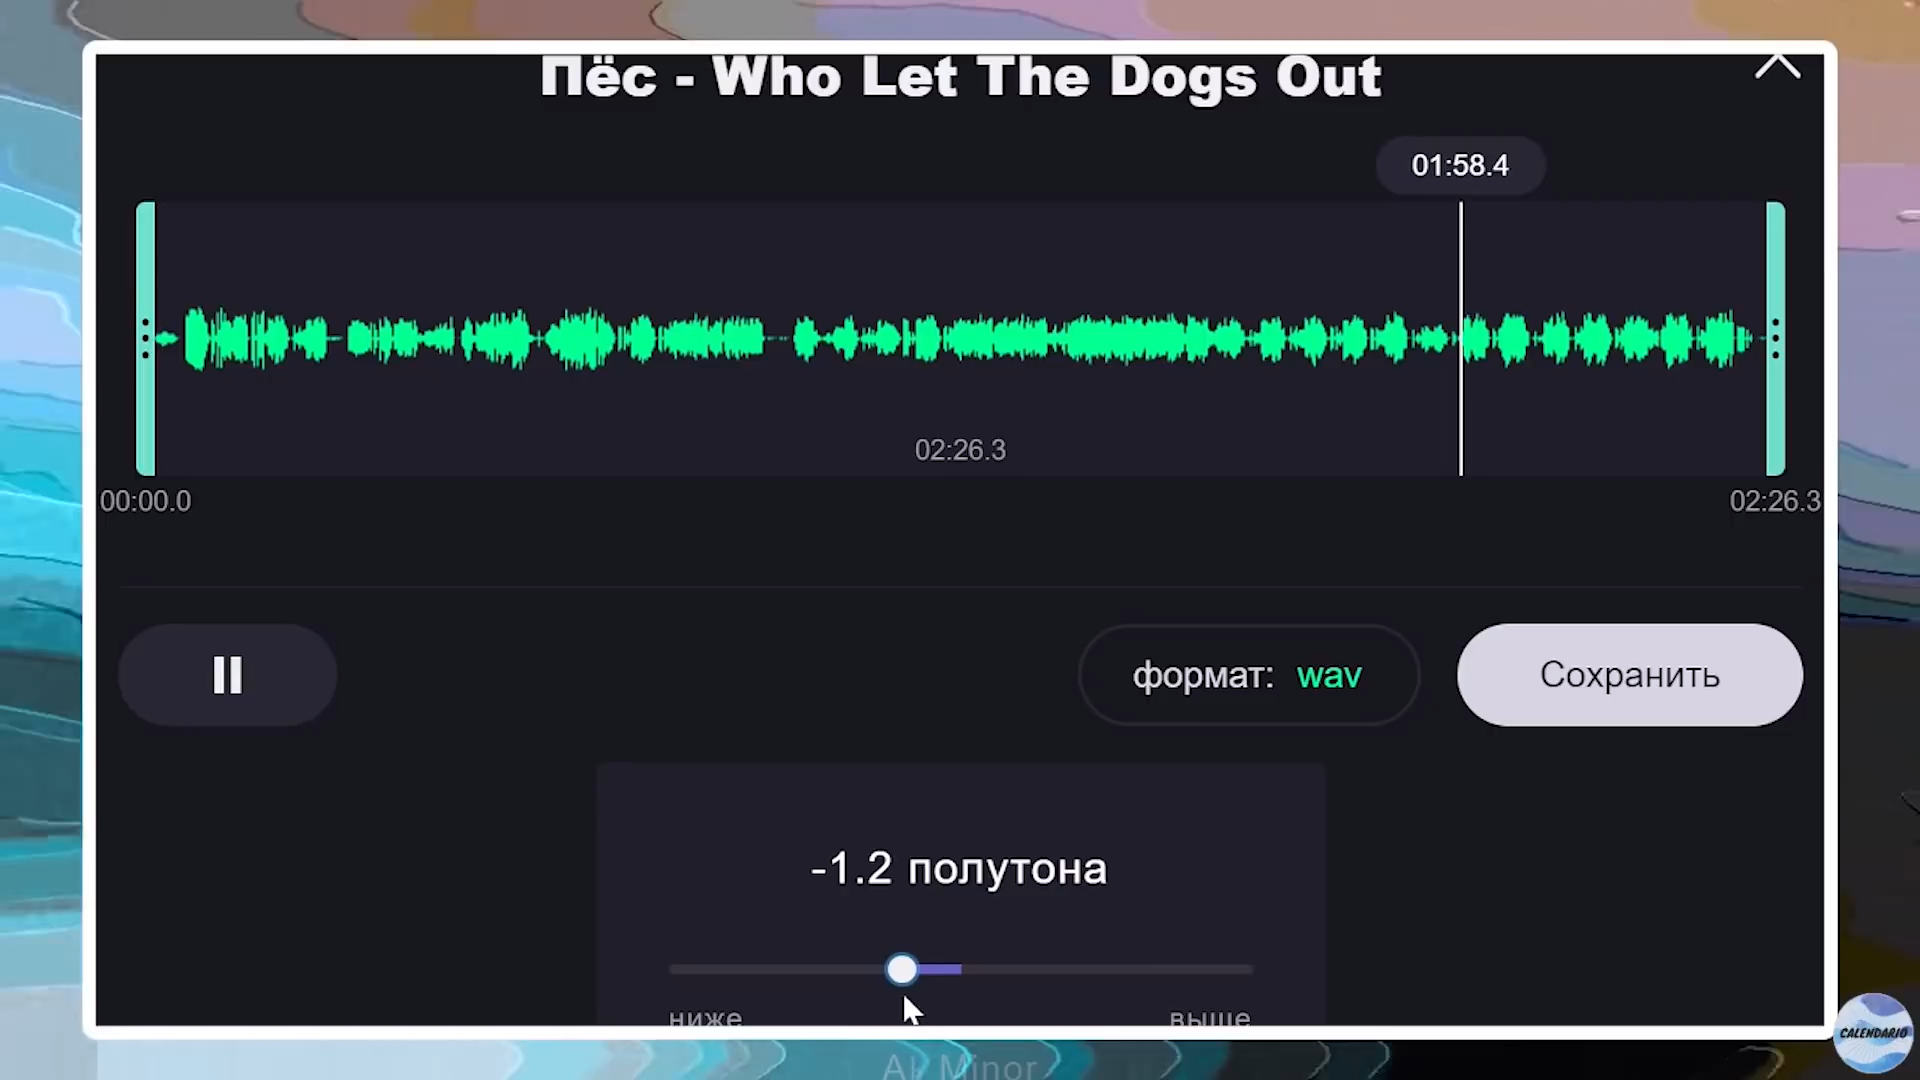 Пёс - Who Let The Dogs Out
01:58.4
02:26.3
00:00.0
02:26.3
формат: wav
Сохранить
-1.2 полутона
ниже
выше
CALENDARIO